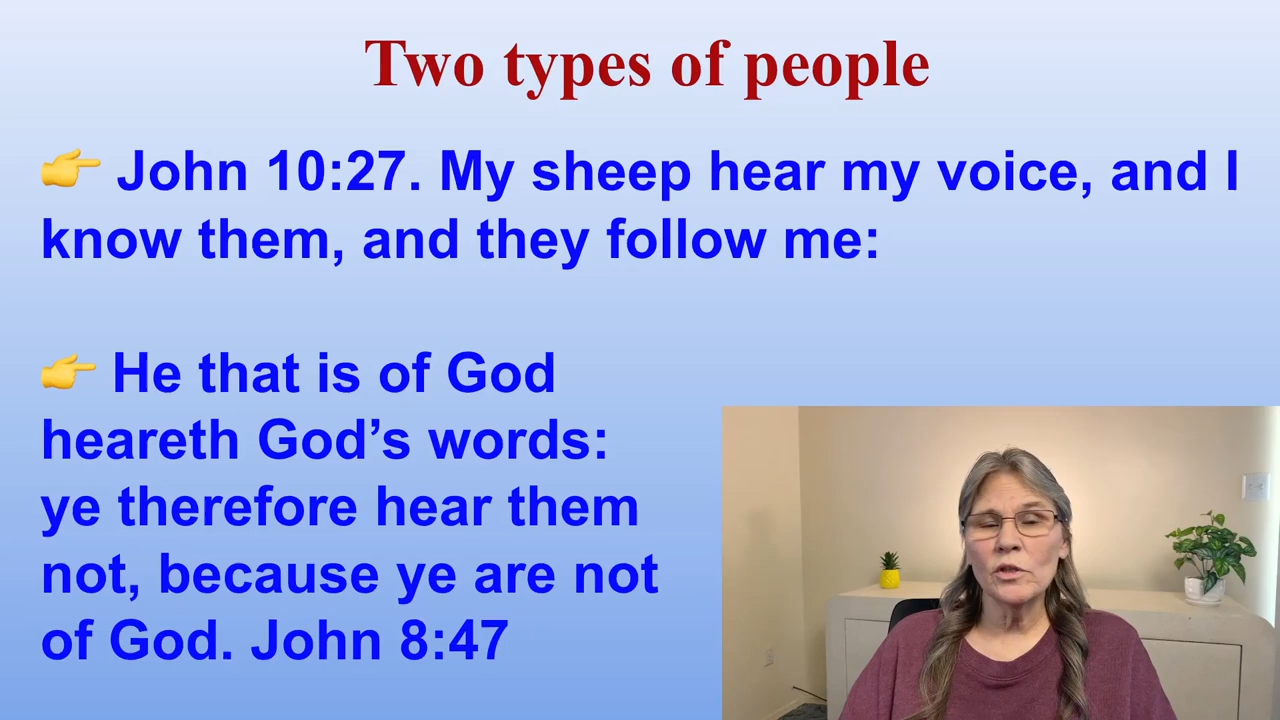 Two types of people
👉 John 10:27. My sheep hear my voice, and I
know them, and they follow me:
👉 He that is of God
heareth God’s words:
ye therefore hear them
not, because ye are not
of God. John 8:47